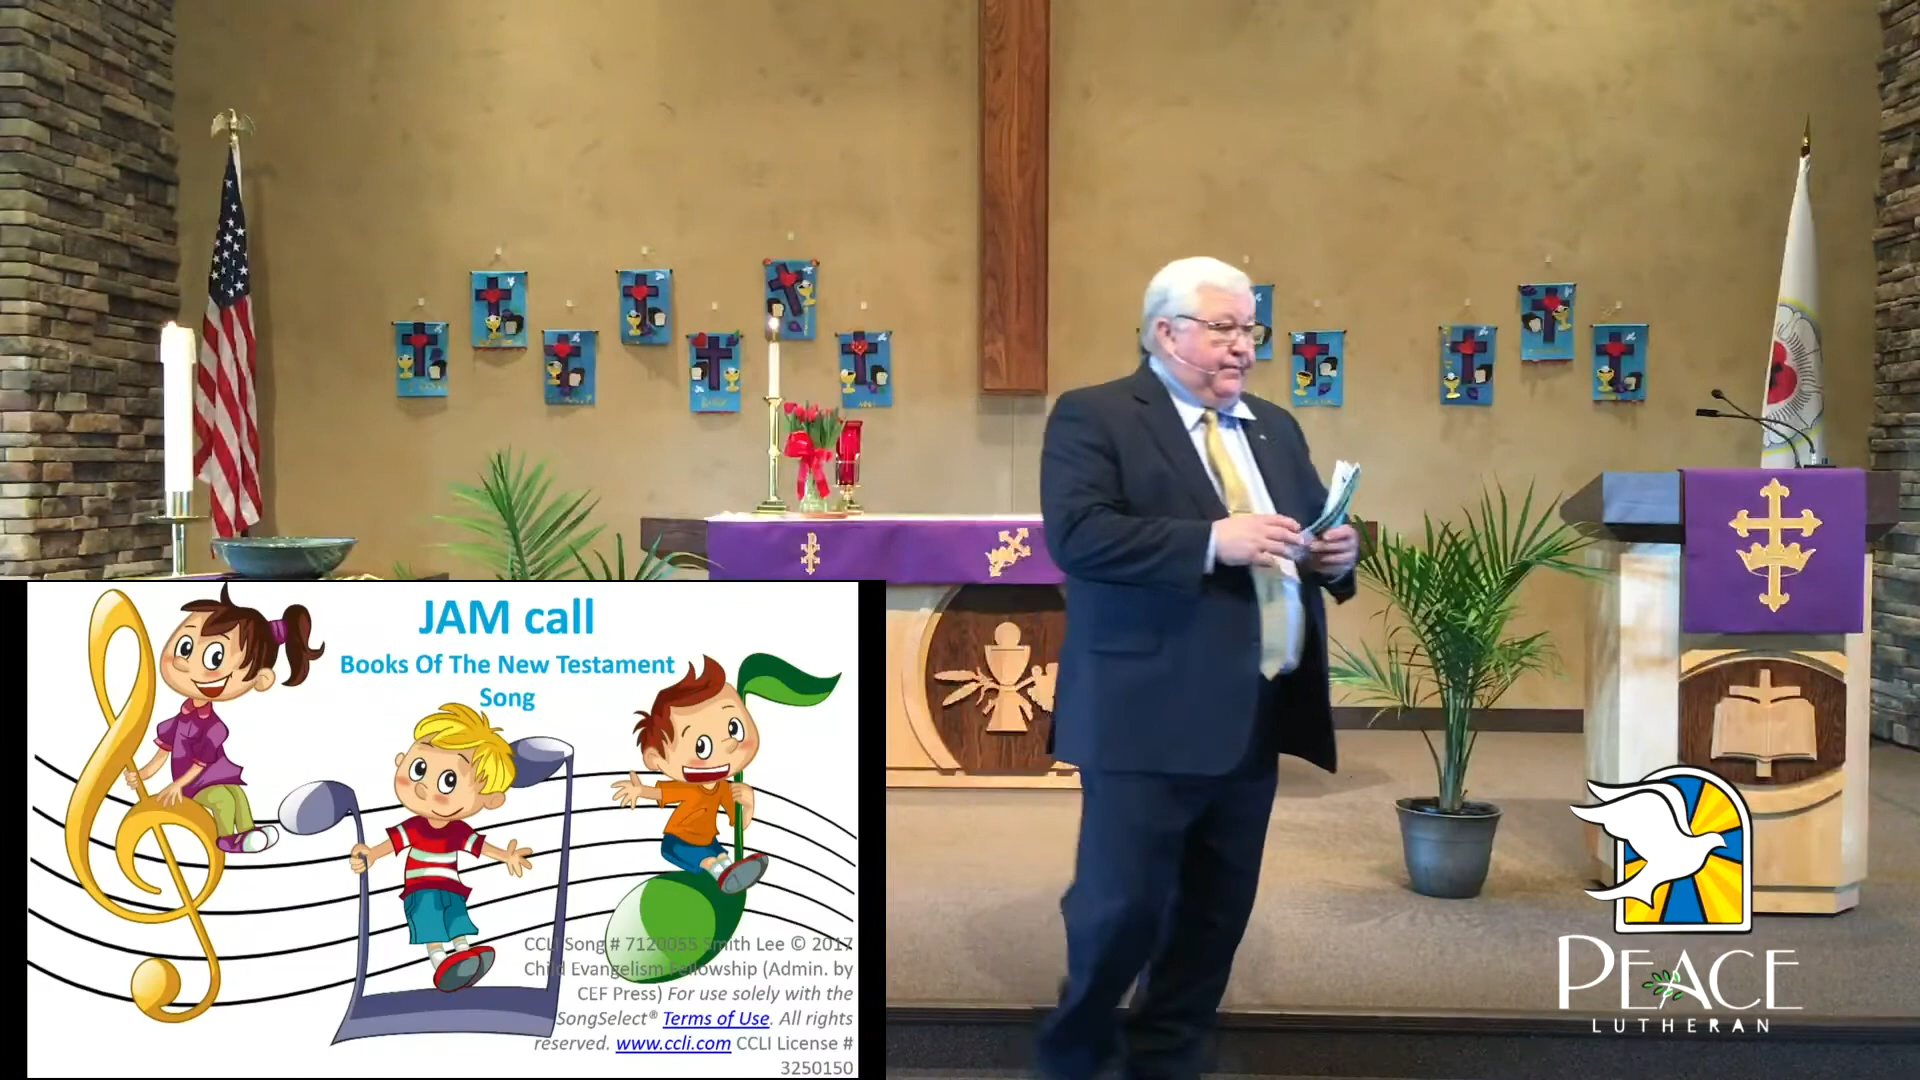 JAM call
Books Of The New Testament
Song
CCLI Song # 7120055 Smith Lee © 2017
Child Evangelism Fellowship (Admin. by
CEF Press) For use solely with the
SongSelect® Terms of Use. All rights
reserved. www.ccli.com CCLI License #
3250150
PEACE
LUTHERAN